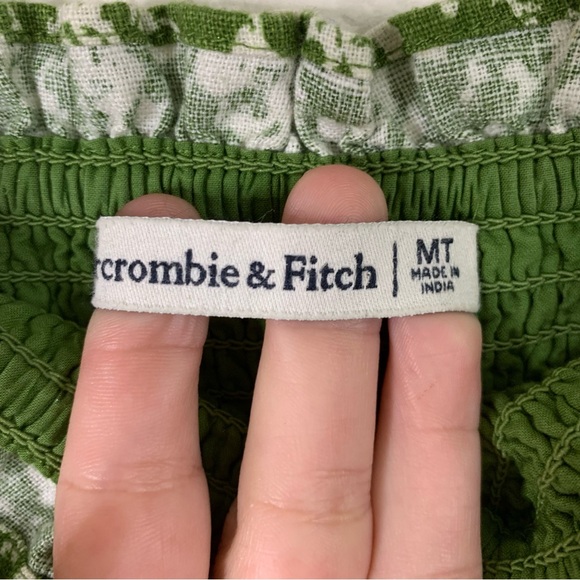 rcrombie & Fitch
MT
MADE IN
INDIA